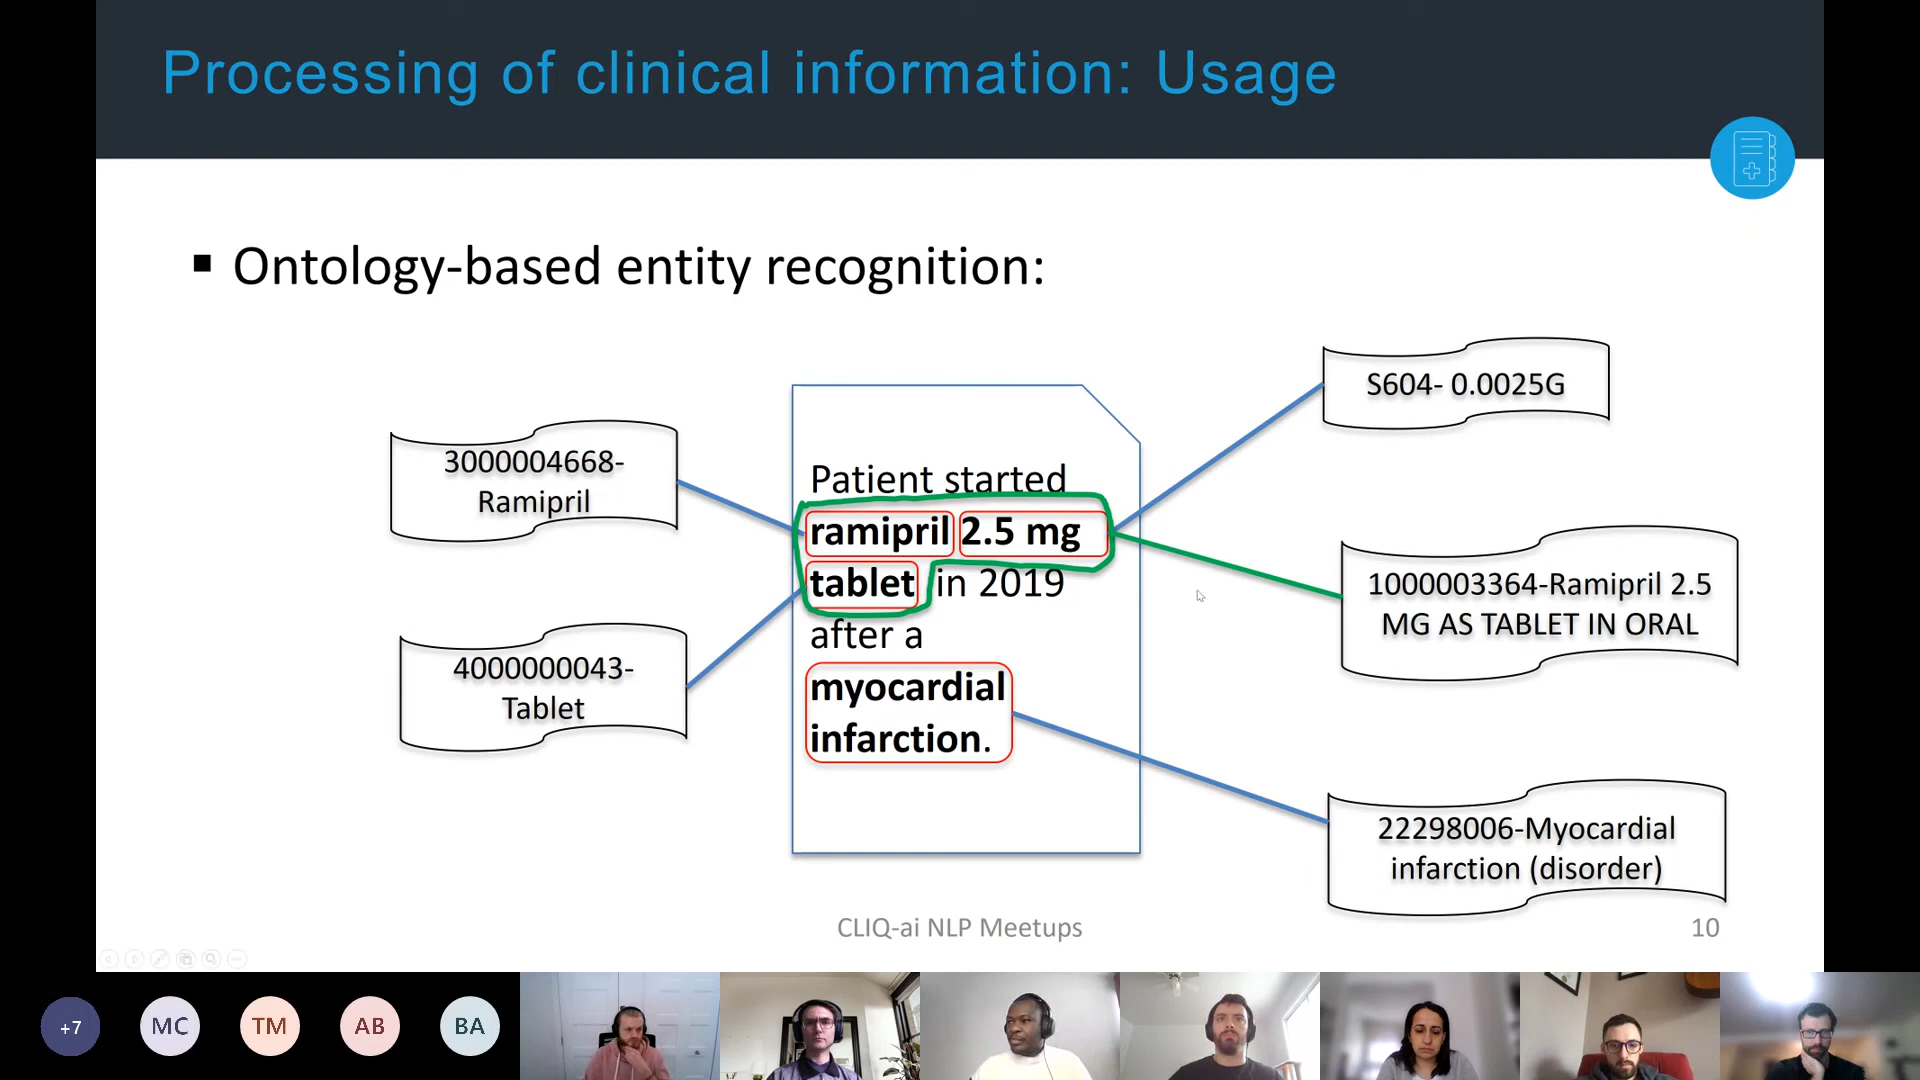 Processing of clinical information: Usage
▪ Ontology-based entity recognition:
3000004668-
Ramipril
4000000043-
Tablet
Patient started
ramipril 2.5 mg
tablet in 2019
after a
myocardial
infarction.
S604- 0.0025G
1000003364-Ramipril 2.5
MG AS TABLET IN ORAL
22298006-Myocardial
infarction (disorder)
CLIQ-ai NLP Meetups
10
+7
MC
TM
AB
BA